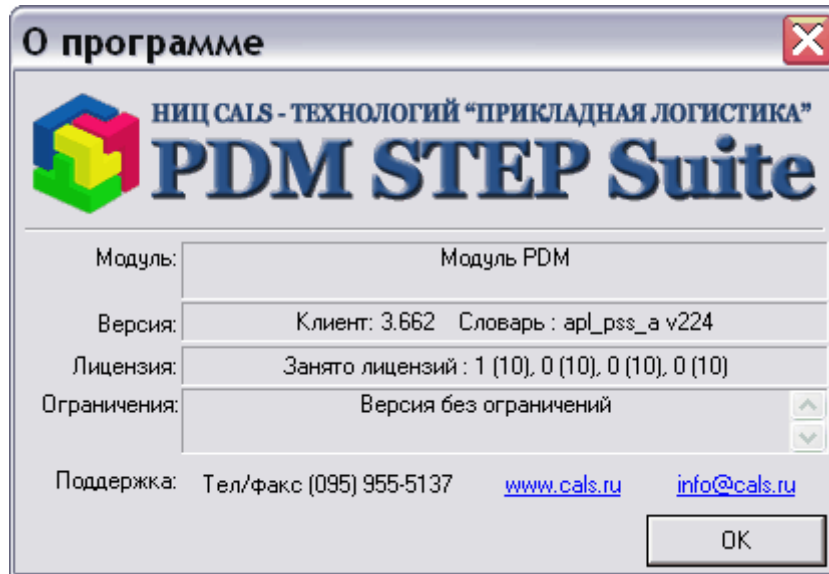 О программе
НИЦ CALS - ТЕХНОЛОГИЙ "ПРИКЛАДНАЯ ЛОГИСТИКА"
PDM STEP Suite
Модуль: Модуль PDM
Версия: Клиент: 3.662 Словарь : apl_pss_a v224
Лицензия: Занято лицензий : 1 (10), 0 (10), 0 (10), 0 (10)
Ограничения: Версия без ограничений
Поддержка: Тел/факс (095) 955-5137 www.cals.ru info@cals.ru
OK